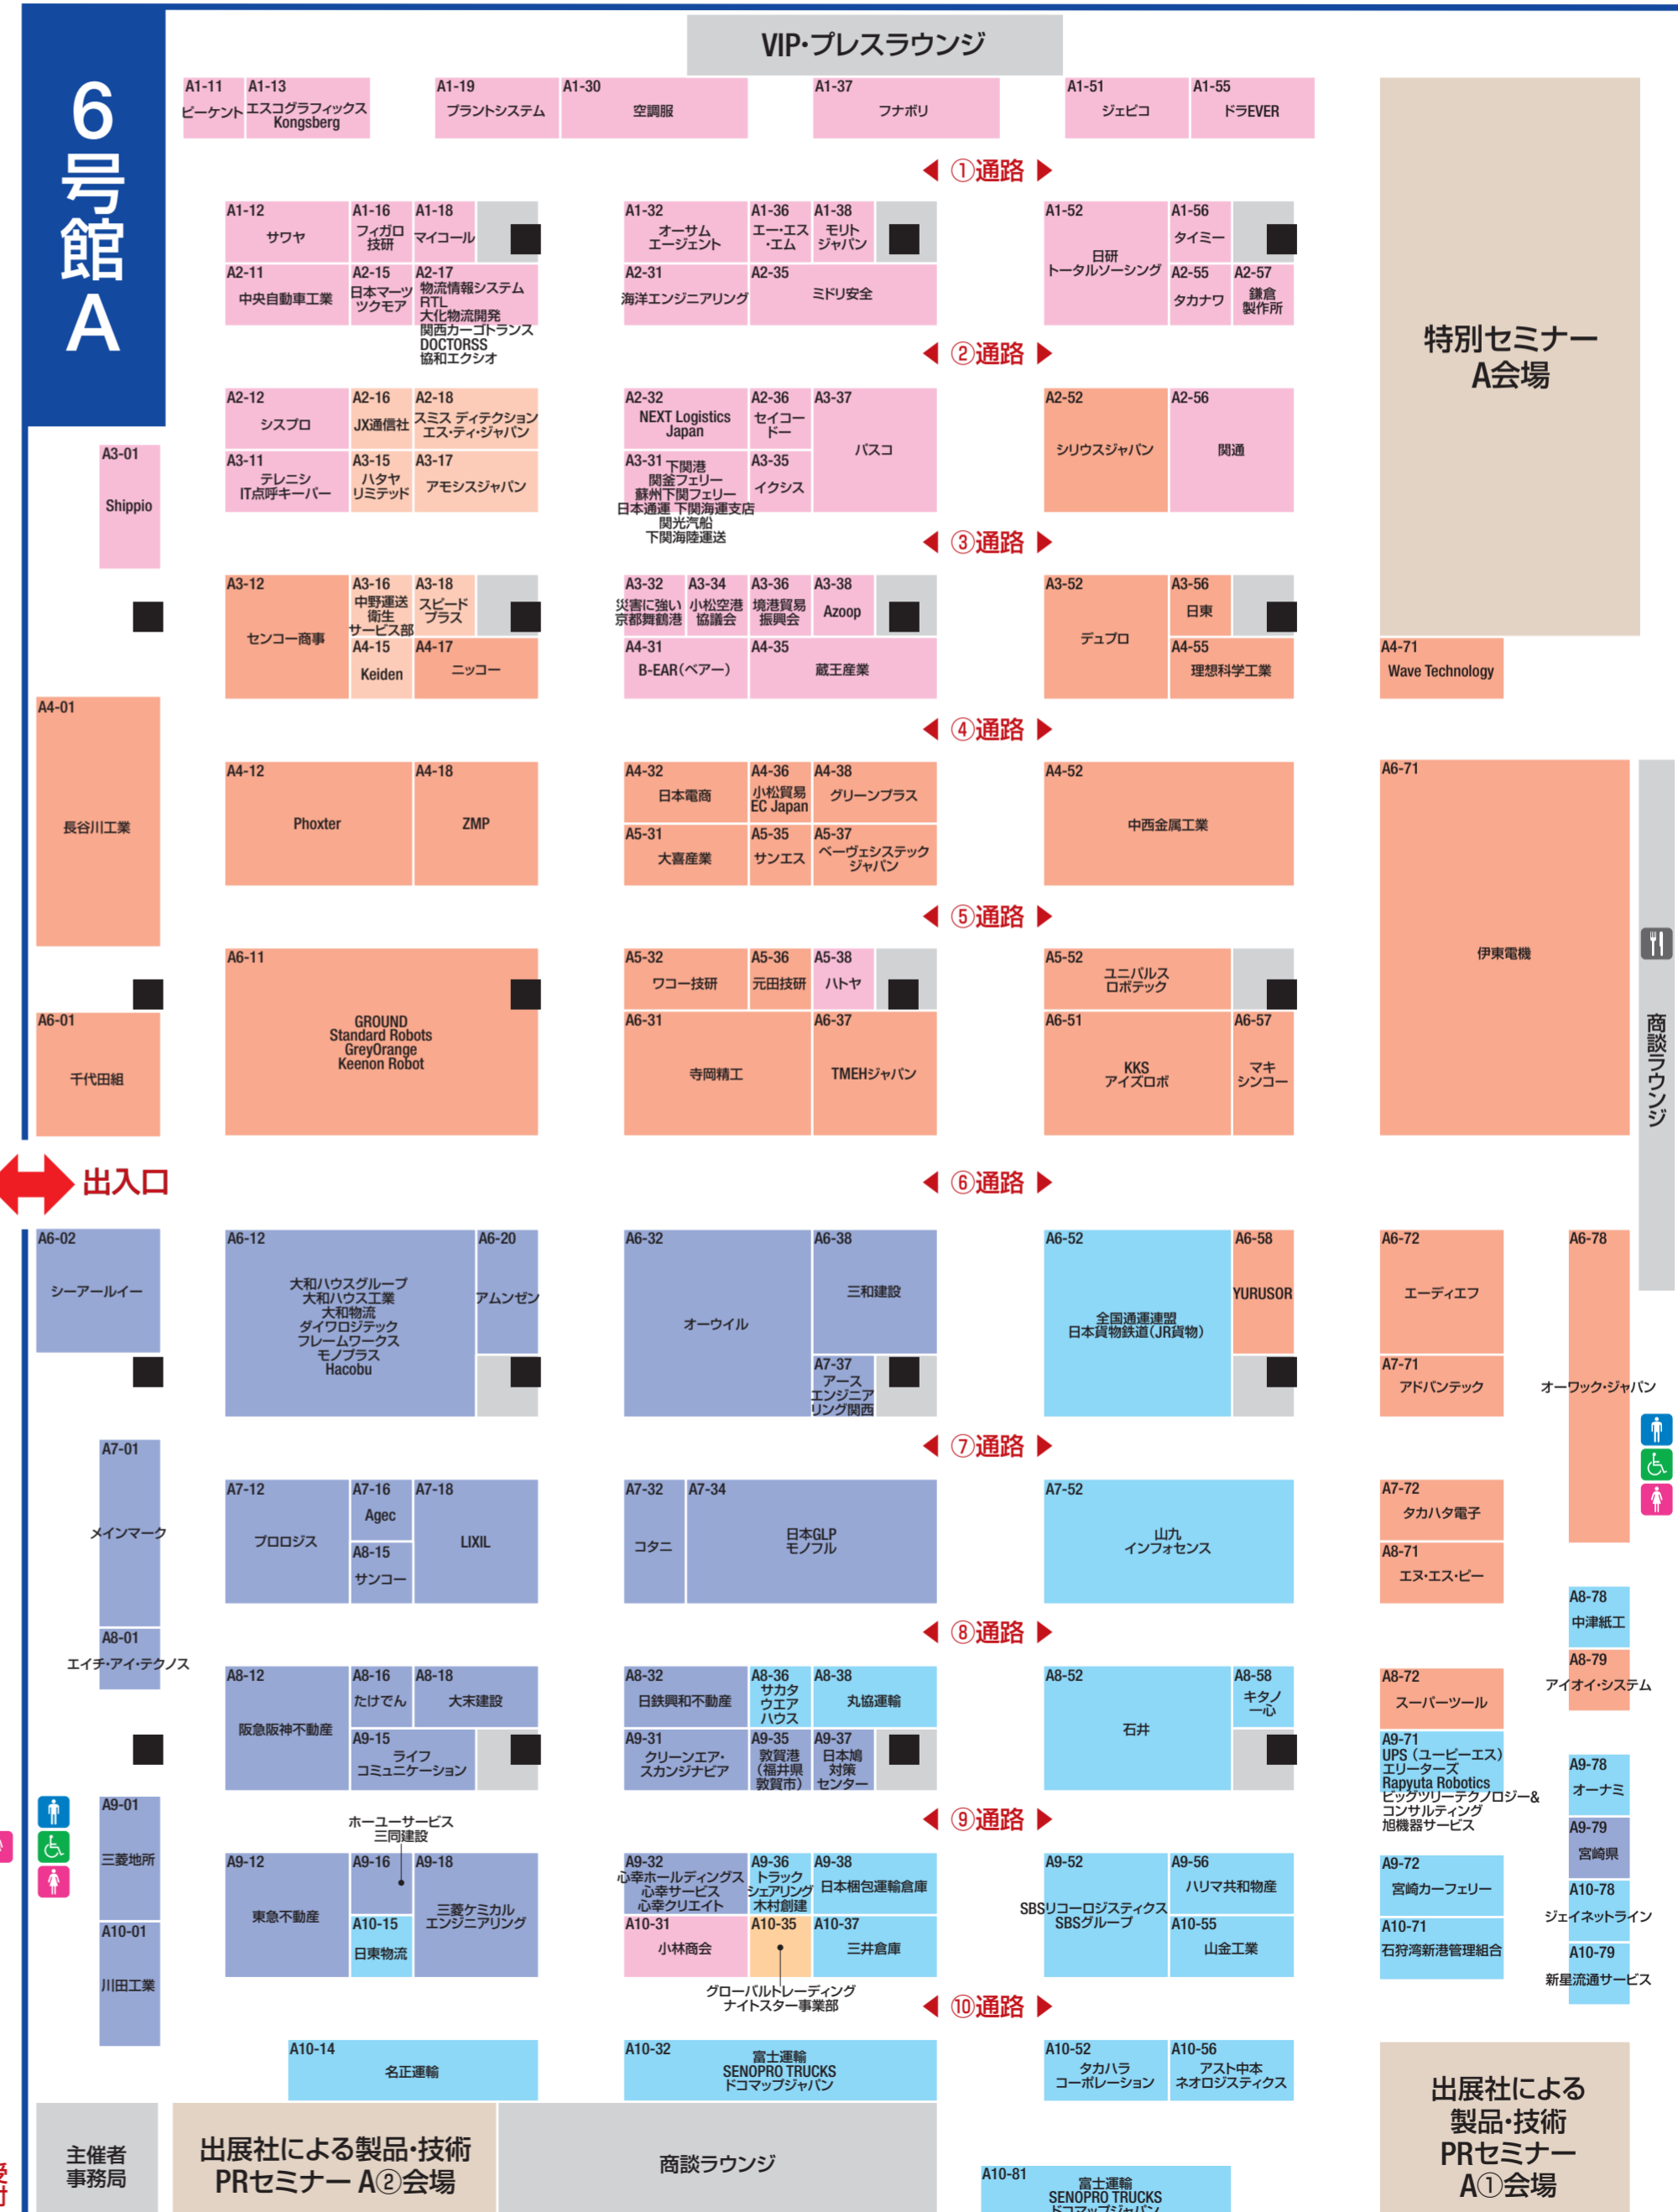 6号館A
VIP・プレスラウンジ
A1-11
ビーケント
A1-13
エスコグラフィックス
Kongsberg
A1-19
プラントシステム
A1-30
空調服
A1-37
フナボリ
A1-51
ジェピコ
A1-55
ドラEVER
①通路
A1-12
サワヤ
A1-16
フィガロ
技研
A1-18
マイコール
A1-32
オーサム
エージェント
A1-36
エー・エス
・エム
A1-38
モリト
ジャパン
A1-52
日研
トータルソーシング
A1-56
タイミー
A2-11
中央自動車工業
A2-15
日本マーツ
ツクモア
A2-17
物流情報システム
RTL
大化物流開発
関西カーゴトランス
DOCTORSS
協和エクシオ
A2-31
海洋エンジニアリング
A2-35
ミドリ安全
A2-55
タカナワ
A2-57
鎌倉
製作所
特別セミナー
A会場
②通路
A2-12
シスプロ
A2-16
JX通信社
A2-18
スミス ディテクション
エス・ティ・ジャパン
A2-32
NEXT Logistics
Japan
A2-36
セイコー
ドー
A3-37
パスコ
A2-52
シリウスジャパン
A2-56
関通
A3-01
Shippio
A3-11
テレニシ
IT点呼キーパー
A3-15
ハタヤ
リミテッド
A3-17
アモシスジャパン
A3-31
下関港
関釜フェリー
蘇州下関フェリー
日本通運 下関海運支店
関光汽船
下関海陸運送
A3-35
イクシス
③通路
A3-12
センコー商事
A3-16
中野運送
衛生
サービス部
A3-18
スピード
プラス
A3-32
災害に強い
京都舞鶴港
A3-34
小松空港
協議会
A3-36
境港貿易
振興会
A3-38
Azoop
A3-52
デュプロ
A3-56
日東
A4-15
Keiden
A4-17
ニッコー
A4-31
B-EAR(ベアー)
A4-35
蔵王産業
A4-55
理想科学工業
A4-71
Wave Technology
④通路
A4-01
長谷川工業
A4-12
Phoxter
A4-18
ZMP
A4-32
日本電商
A4-36
小松貿易
EC Japan
A4-38
グリーンプラス
A4-52
中西金属工業
A5-31
大喜産業
A5-35
サンエス
A5-37
ベーヴェシステック
ジャパン
A6-71
伊東電機
商談ラウンジ
⑤通路
A6-11
GROUND
Standard Robots
GreyOrange
Keenon Robot
A5-32
ワコー技研
A5-36
元田技研
A5-38
ハトヤ
A5-52
ユニバルス
ロボテック
A6-01
千代田組
A6-31
寺岡精工
A6-37
TMEHジャパン
A6-51
KKS
アイズロボ
A6-57
マキ
シンコー
出入口
⑥通路
A6-02
シーアールイー
A6-12
大和ハウスグループ
大和ハウス工業
大和物流
ダイワロジテック
フレームワークス
モノプラス
Hacobu
A6-20
アムンゼン
A6-32
オーウイル
A6-38
三和建設
A7-37
アース
エンジニア
リング関西
A6-52
全国通運連盟
日本貨物鉄道(JR貨物)
A6-58
YURUSOR
A6-72
エーディエフ
A7-71
アドバンテック
A6-78
オーワック・ジャパン
⑦通路
A7-01
メインマーク
A7-12
プロロジス
A7-16
Agec
A8-15
サンコー
A7-18
LIXIL
A7-32
コタニ
A7-34
日本GLP
モノフル
A7-52
山九
インフォセンス
A7-72
タカハタ電子
A8-71
エヌ・エス・ビー
A8-78
中津紙工
⑧通路
A8-01
エイチ・アイ・テクノス
A8-12
阪急阪神不動産
A8-16
たけでん
A8-18
大末建設
A9-15
ライフ
コミュニケーション
A8-32
日鉄興和不動産
A8-36
サカタ
ウエア
ハウス
A8-38
丸協運輸
A9-31
クリーンエア・
スカンジナビア
A9-35
敦賀港
(福井県
敦賀市)
A9-37
日本鳩
対策
センター
A8-52
石井
A8-58
キタノ
一心
A8-72
スーパーツール
A8-79
アイオイ・システム
A9-71
UPS(ユーピーエス)
エリーターズ
Rapyuta Robotics
ビッグツリーテクノロジー&
コンサルティング
旭機器サービス
A9-78
オーナミ
⑨通路
A9-01
三菱地所
ホーユーサービス
三同建設
A9-12
東急不動産
A9-16
A9-18
三菱ケミカル
エンジニアリング
A10-15
日東物流
A9-32
心幸ホールディングス
心幸サービス
心幸クリエイト
A9-36
トラック
シェアリング
木村創建
A9-38
日本梱包運輸倉庫
A10-31
小林商会
A10-35
グローバルトレーディング
ナイトスター事業部
A10-37
三井倉庫
A9-52
SBSリコーロジスティクス
SBSグループ
A9-56
ハリマ共和物産
A10-55
山金工業
A9-72
宮崎カーフェリー
A10-71
石狩湾新港管理組合
A9-79
宮崎県
A10-78
ジェイネットライン
A10-79
新星流通サービス
A10-01
川田工業
⑩通路
A10-14
名正運輸
A10-32
富士運輸
SENOPRO TRUCKS
ドコマップジャパン
A10-52
タカハラ
コーポレーション
A10-56
アスト中本
ネオロジスティクス
主催者
事務局
出展社による製品・技術
PRセミナー A②会場
商談ラウンジ
A10-81
富士運輸
SENOPRO TRUCKS
ドコマップジャパン
出展社による
製品・技術
PRセミナー
A①会場